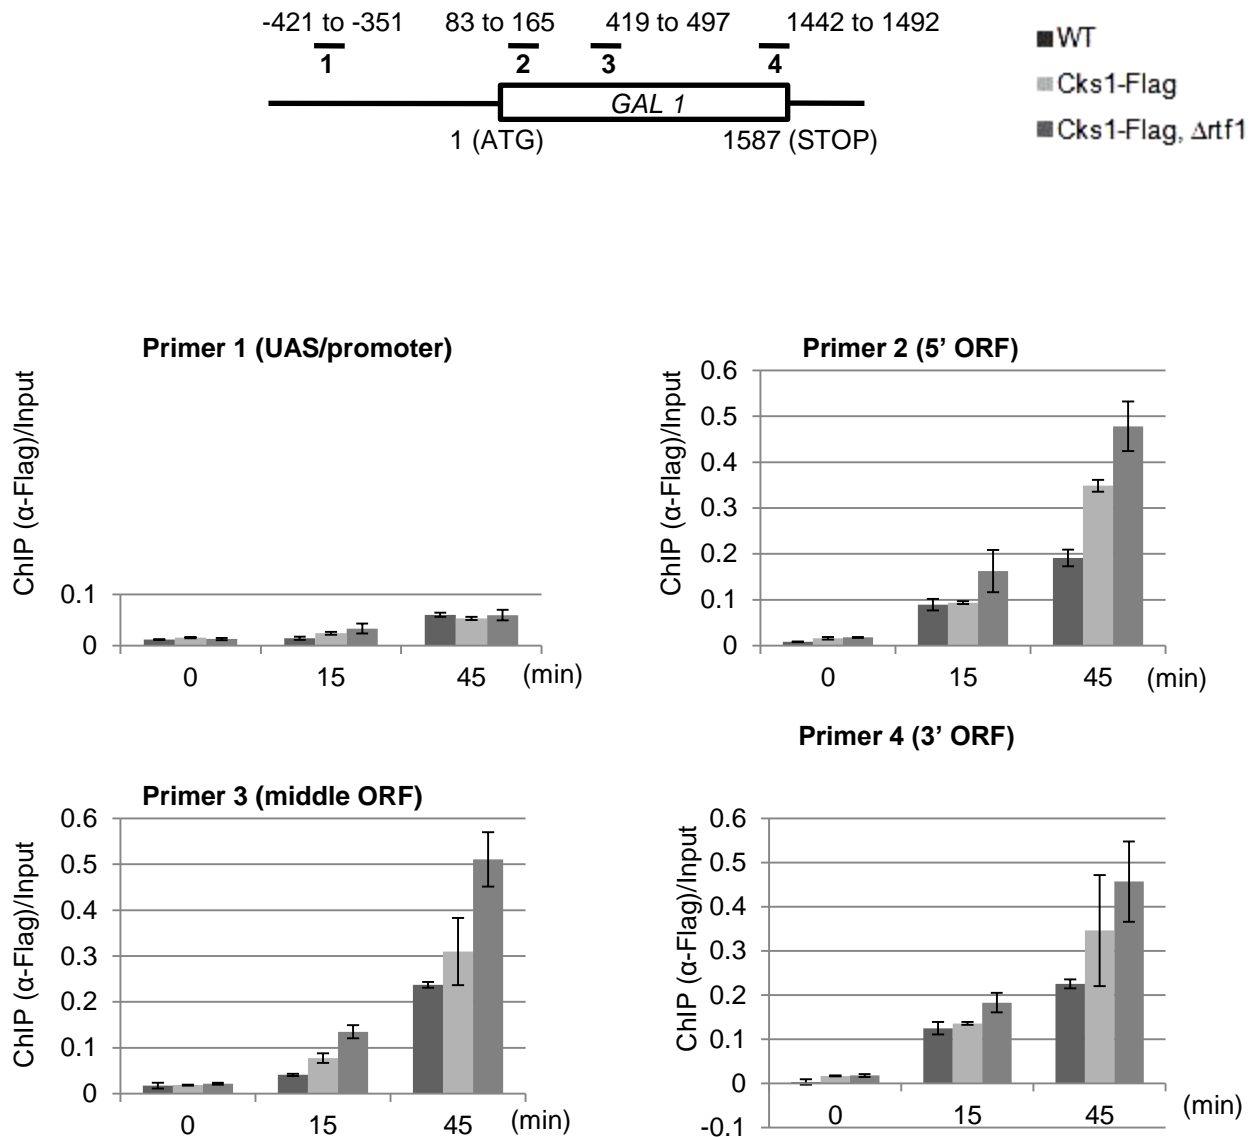 -421 to -351 83 to 165 419 to 497 1442 to 1492
1 2 3 4
GAL 1
1 (ATG) 1587 (STOP)
WT
Cks1-Flag
Cks1-Flag, Δrtf1
Primer 1 (UAS/promoter)
ChIP (α-Flag)/Input
0.1
0
0 15 45 (min)
Primer 2 (5’ ORF)
ChIP (α-Flag)/Input
0.6
0.5
0.4
0.3
0.2
0.1
0
0 15 45 (min)
Primer 3 (middle ORF)
ChIP (α-Flag)/Input
0.6
0.5
0.4
0.3
0.2
0.1
0
0 15 45 (min)
Primer 4 (3’ ORF)
ChIP (α-Flag)/Input
0.6
0.5
0.4
0.3
0.2
0.1
0
-0.1
0 15 45 (min)